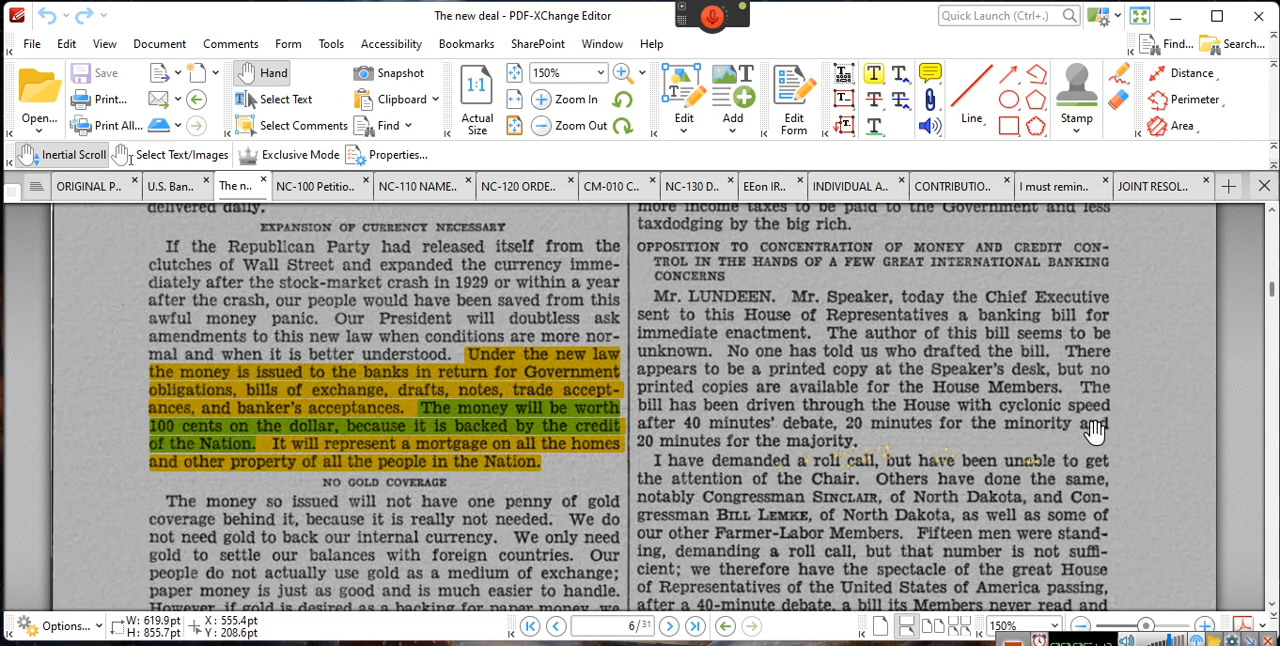 The new deal - PDF-XChange Editor
Quick Launch (Ctrl+.)
File Edit View Document Comments Form Tools Accessibility Bookmarks SharePoint Window Help
Find... Search...
Open...
Save
Print...
Print All...
Hand
Select Text
Select Comments
Snapshot
Clipboard
Find
1:1
Actual
Size
150%
Zoom In
Zoom Out
Edit
Add
Edit
Form
Line
Stamp
Distance
Perimeter
Area
Inertial Scroll Select Text/Images Exclusive Mode Properties...
ORIGINAL P.. U.S. Ban.. The n.. NC-100 Petitio.. NC-110 NAME.. NC-120 ORDE.. CM-010 C.. NC-130 D.. EEon IR.. INDIVIDUAL A.. CONTRIBUTIO.. I must remin.. JOINT RESOL..
delivered daily.
EXPANSION OF CURRENCY NECESSARY
If the Republican Party had released itself from the
clutches of Wall Street and expanded the currency imme-
diately after the stock-market crash in 1929 or within a year
after the crash, our people would have been saved from this
awful money panic. Our President will doubtless ask
amendments to this new law when conditions are more nor-
mal and when it is better understood. Under the new law
the money is issued to the banks in return for Government
obligations, bills of exchange, drafts, notes, trade accept-
ances, and banker's acceptances. The money will be worth
100 cents on the dollar, because it is backed by the credit
of the Nation. It will represent a mortgage on all the homes
and other property of all the people in the Nation.
NO GOLD COVERAGE
The money so issued will not have one penny of gold
coverage behind it, because it is really not needed. We do
not need gold to back our internal currency. We only need
gold to settle our balances with foreign countries. Our
people do not actually use gold as a medium of exchange;
paper money is just as good and is much easier to handle.
However, if gold is desired as a backing for paper money, we
more income taxes to be paid to the Government and less
taxdodging by the big rich.
OPPOSITION TO CONCENTRATION OF MONEY AND CREDIT CON-
TROL IN THE HANDS OF A FEW GREAT INTERNATIONAL BANKING
CONCERNS
Mr. LUNDEEN. Mr. Speaker, today the Chief Executive
sent to this House of Representatives a banking bill for
immediate enactment. The author of this bill seems to be
unknown. No one has told us who drafted the bill. There
appears to be a printed copy at the Speaker's desk, but no
printed copies are available for the House Members. The
bill has been driven through the House with cyclonic speed
after 40 minutes' debate, 20 minutes for the minority and
20 minutes for the majority.
I have demanded a roll call, but have been unable to get
the attention of the Chair. Others have done the same,
notably Congressman SINCLAIR, of North Dakota, and Con-
gressman BILL LEMKE, of North Dakota, as well as some of
our other Farmer-Labor Members. Fifteen men were stand-
ing, demanding a roll call, but that number is not suffi-
cient; we therefore have the spectacle of the great House
of Representatives of the United States of America passing,
after a 40-minute debate, a bill its Members never read and
Options...
W: 619.9pt
H: 855.7pt
X: 555.4pt
Y: 208.6pt
6/31
150%